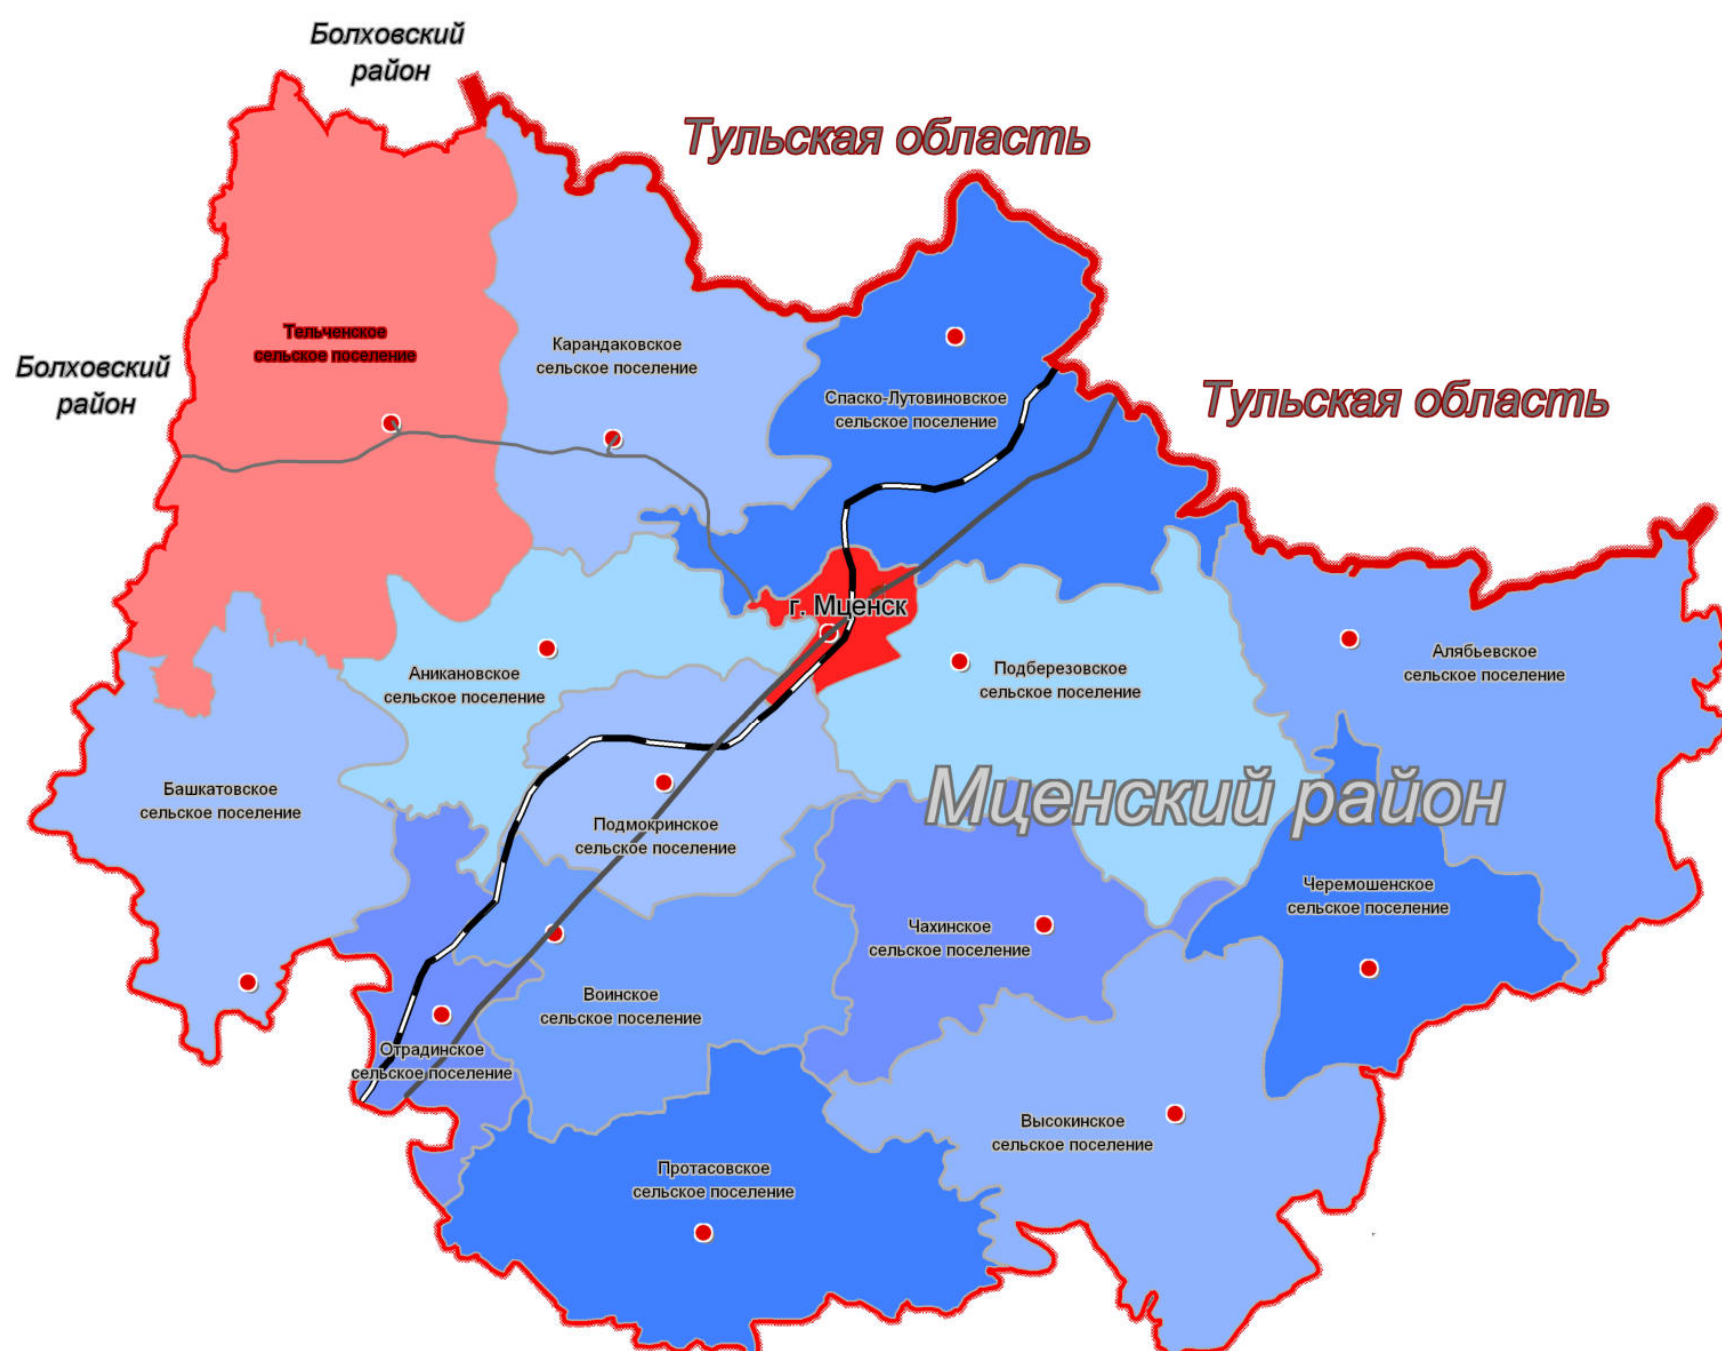 Болховский
район
Тульская область
Тельченское
сельское поселение
Карандаковское
сельское поселение
Болховский
район
Спаско-Лутовиновское
сельское поселение
Тульская область
г. Мценск
Аникановское
сельское поселение
Подберезовское
сельское поселение
Алябьевское
сельское поселение
Башкатовское
сельское поселение
Мценский район
Подмокринское
сельское поселение
Черемошенское
сельское поселение
Чахинское
сельское поселение
Воинское
сельское поселение
Отрадинское
сельское поселение
Высокинское
сельское поселение
Протасовское
сельское поселение